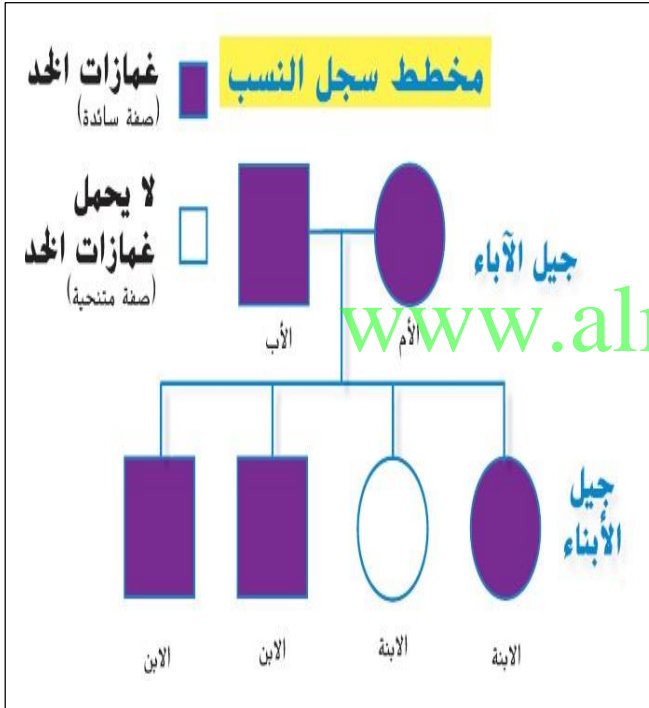 مخطط سجل النسب
غمازات الخد
(صفة سائدة)
لا يحمل
غمازات الخد
(صفة متنحية)
جيل الآباء
الأم
الأب
www.alr
جيل
الأبناء
الابنة
الابنة
الابن
الابن